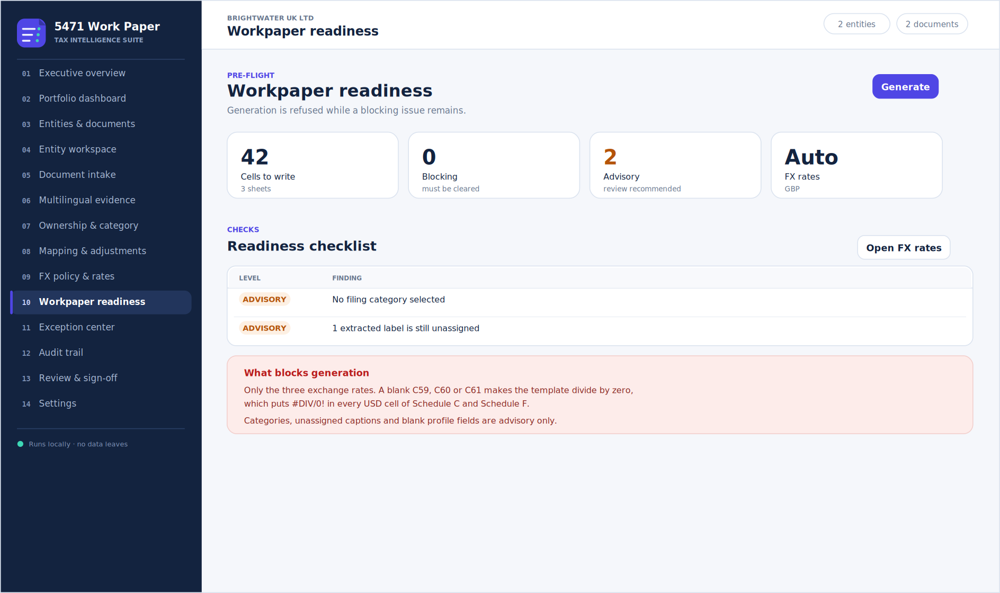 5471 Work Paper
TAX INTELLIGENCE SUITE
01 Executive overview
02 Portfolio dashboard
03 Entities & documents
04 Entity workspace
05 Document intake
06 Multilingual evidence
07 Ownership & category
08 Mapping & adjustments
09 FX policy & rates
10 Workpaper readiness
11 Exception center
12 Audit trail
13 Review & sign-off
14 Settings
Runs locally · no data leaves
BRIGHTWATER UK LTD
Workpaper readiness
2 entities
2 documents
PRE-FLIGHT
Workpaper readiness
Generation is refused while a blocking issue remains.
Generate
42
Cells to write
3 sheets
0
Blocking
must be cleared
2
Advisory
review recommended
Auto
FX rates
GBP
CHECKS
Readiness checklist
Open FX rates
LEVEL FINDING
ADVISORY No filing category selected
ADVISORY 1 extracted label is still unassigned
What blocks generation
Only the three exchange rates. A blank C59, C60 or C61 makes the template divide by zero,
which puts #DIV/0! in every USD cell of Schedule C and Schedule F.
Categories, unassigned captions and blank profile fields are advisory only.